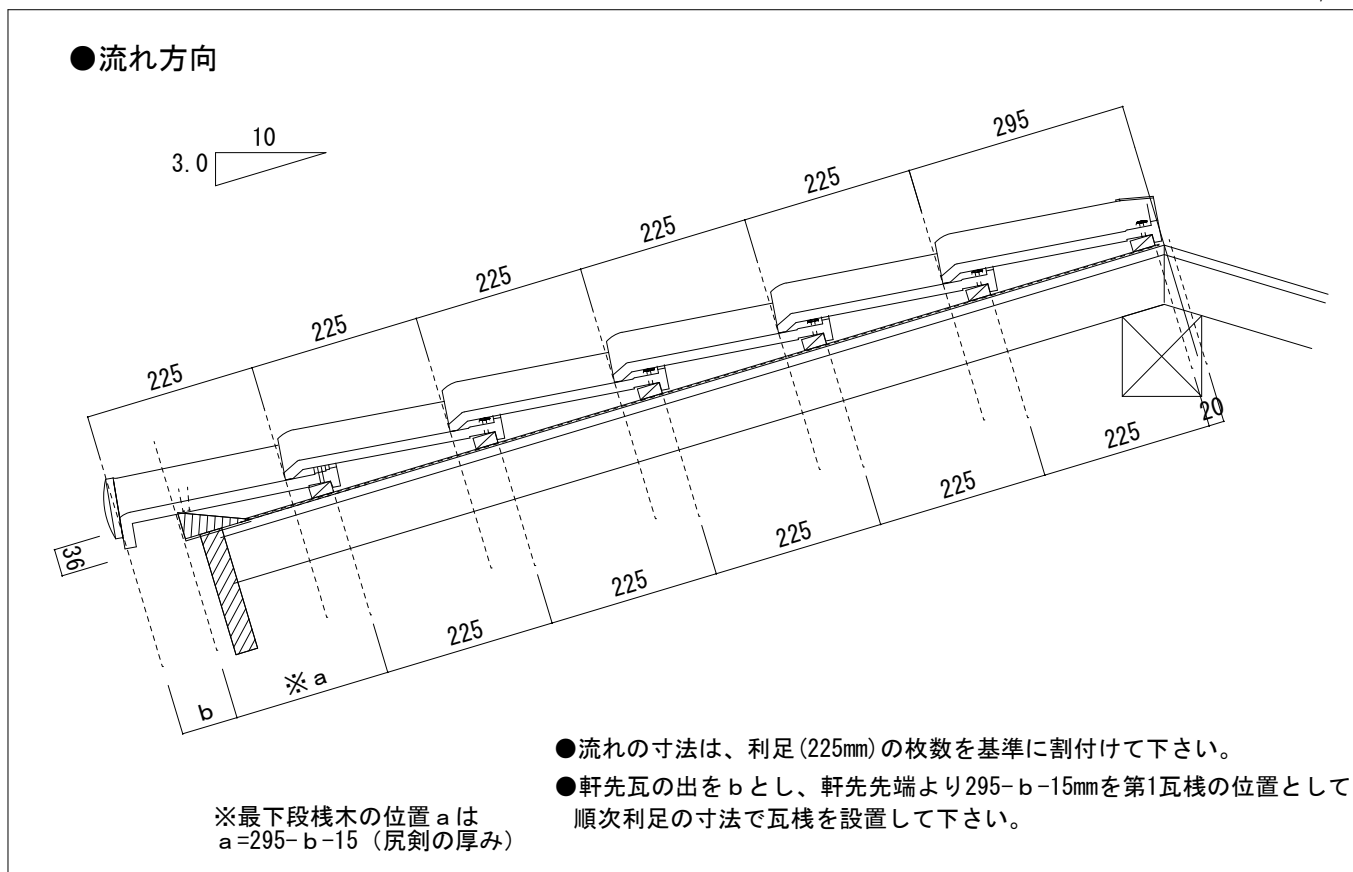 ●流れ方向
10
3.0
295
225
225
225
225
225
36
20
225
225
225
225
225
※a
b
●流れの寸法は、利足(225mm)の枚数を基準に割付けて下さい。
●軒先瓦の出をbとし、軒先先端より295-b-15mmを第1瓦桟の位置として
順次利足の寸法で瓦桟を設置して下さい。
※最下段桟木の位置aは
a=295-b-15（尻剣の厚み）